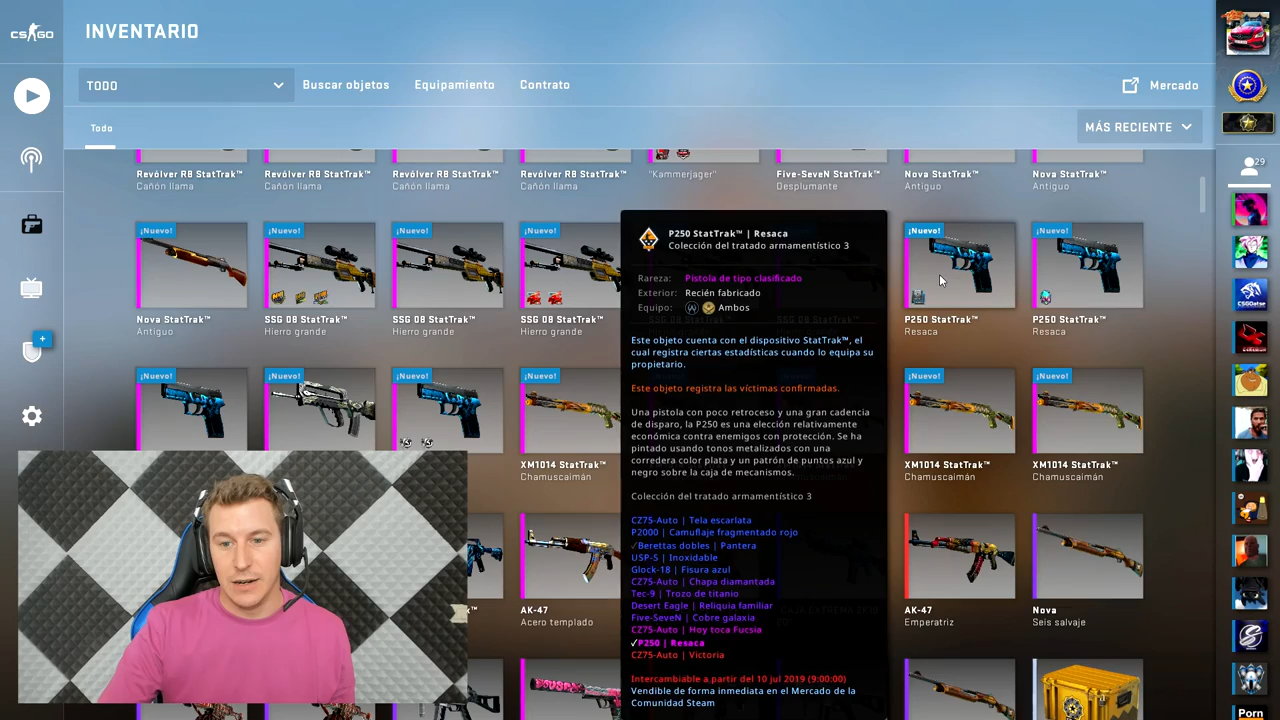 CS:GO
INVENTARIO
TODO
Buscar objetos
Equipamiento
Contrato
Mercado
Todo
MÁS RECIENTE
29
Revólver R8 StatTrak™
Cañón llama
Revólver R8 StatTrak™
Cañón llama
Revólver R8 StatTrak™
Cañón llama
Revólver R8 StatTrak™
Cañón llama
"Kammerjager"
Five-SeveN StatTrak™
Desplumante
Nova StatTrak™
Antiguo
Nova StatTrak™
Antiguo
¡Nuevo!
¡Nuevo!
¡Nuevo!
¡Nuevo!
¡Nuevo!
¡Nuevo!
Nova StatTrak™
Antiguo
SSG 08 StatTrak™
Hierro grande
SSG 08 StatTrak™
Hierro grande
SSG 08 StatTrak™
Hierro grande
P250 StatTrak™
Resaca
P250 StatTrak™
Resaca
P250 StatTrak™ | Resaca
Colección del tratado armamentístico 3
Rareza: Pistola de tipo clasificado
Exterior: Recién fabricado
Equipo: Ambos
Este objeto cuenta con el dispositivo StatTrak™, el
cual registra ciertas estadísticas cuando lo equipa su
propietario.
Este objeto registra las víctimas confirmadas.
Una pistola con poco retroceso y una gran cadencia
de disparo, la P250 es una elección relativamente
económica contra enemigos con protección. Se ha
pintado usando tonos metalizados con una
corredera color plata y un patrón de puntos azul y
negro sobre la caja de mecanismos.
Colección del tratado armamentístico 3
CZ75-Auto | Tela escarlata
P2000 | Camuflaje fragmentado rojo
✓Berettas dobles | Pantera
USP-S | Inoxidable
Glock-18 | Fisura azul
CZ75-Auto | Chapa diamantada
Tec-9 | Trozo de titanio
Desert Eagle | Reliquia familiar
Five-SeveN | Cobre galaxia
CZ75-Auto | Hoy toca Fucsia
✓P250 | Resaca
CZ75-Auto | Victoria
Intercambiable a partir del 10 jul 2019 (9:00:00)
Vendible de forma inmediata en el Mercado de la
Comunidad Steam
¡Nuevo!
¡Nuevo!
¡Nuevo!
¡Nuevo!
¡Nuevo!
¡Nuevo!
XM1014 StatTrak™
Chamuscaimán
XM1014 StatTrak™
Chamuscaimán
XM1014 StatTrak™
Chamuscaimán
AK-47
Acero templado
AK-47
Emperatriz
Nova
Seis salvaje
CSGOatse
Porn